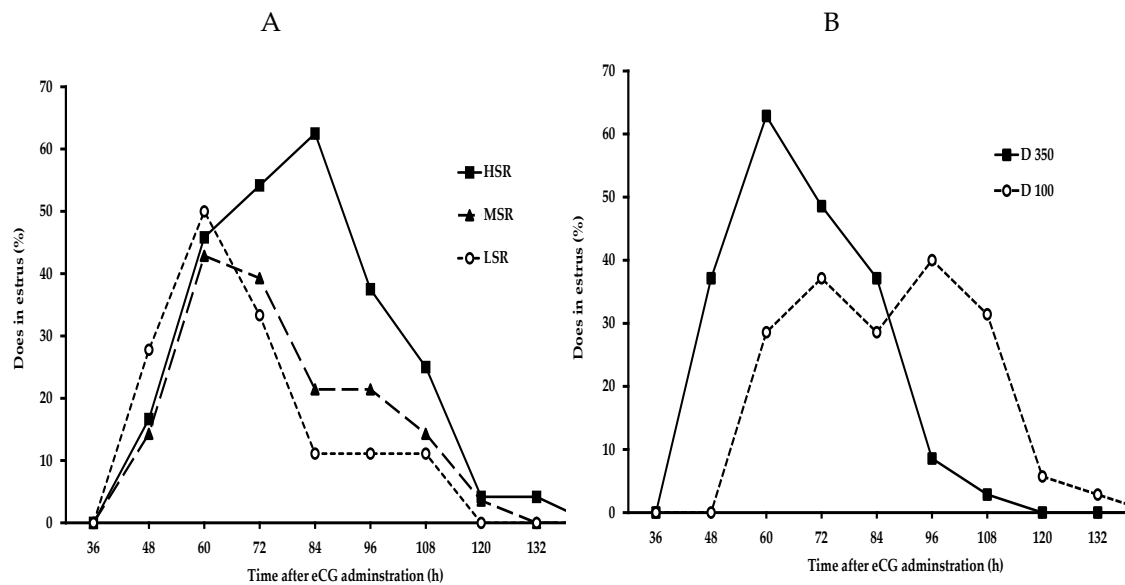 A
70
60
50
40
30
20
10
0
Does in estrus (%)
HSR
MSR
LSR
36 48 60 72 84 96 108 120 132
Time after eCG adminstration (h)
B
70
60
50
40
30
20
10
0
Does in estrus (%)
D 350
D 100
36 48 60 72 84 96 108 120 132
Time after eCG adminstration (h)